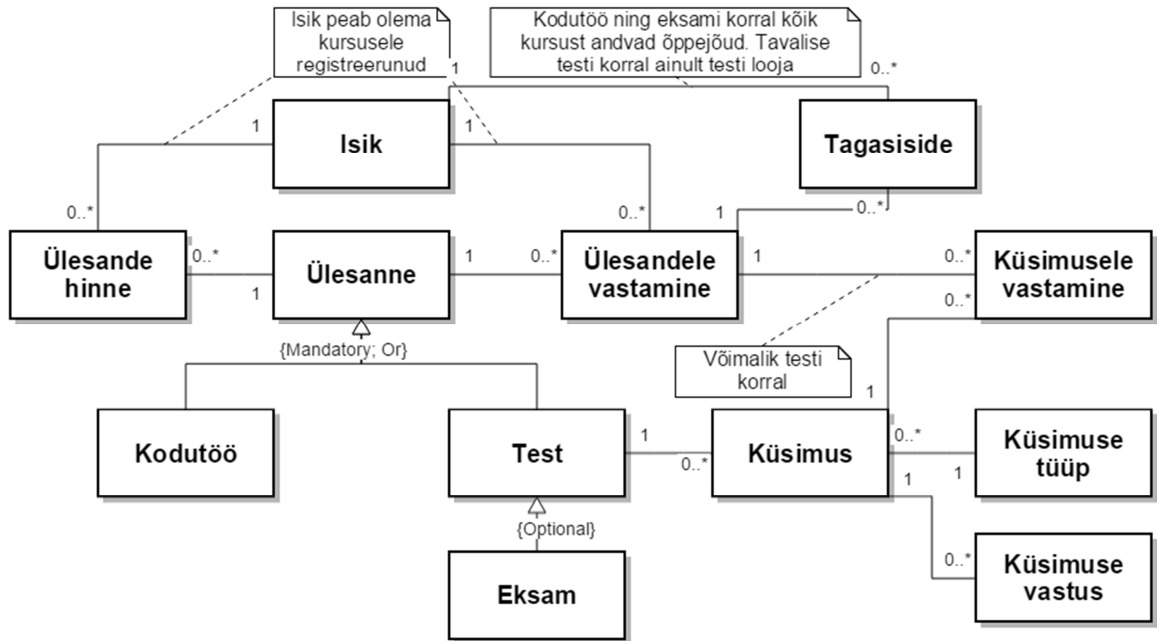 Isik peab olema
kursusele
registreerunud
Kodutöö ning eksami korral kõik
kursust andvad õppejõud. Tavalise
testi korral ainult testi looja
1
0..*
1
Isik
1
Tagasiside
0..*
0..*
1
0..*
Ülesande
hinne
0..*
1
Ülesanne
1
0..*
Ülesandele
vastamine
1
0..*
Küsimusele
vastamine
0..*
{Mandatory; Or}
Võimalik testi
korral
1
Kodutöö
Test
1
0..*
Küsimus
0..*
1
Küsimuse
tüüp
1
{Optional}
0..*
Küsimuse
vastus
Eksam